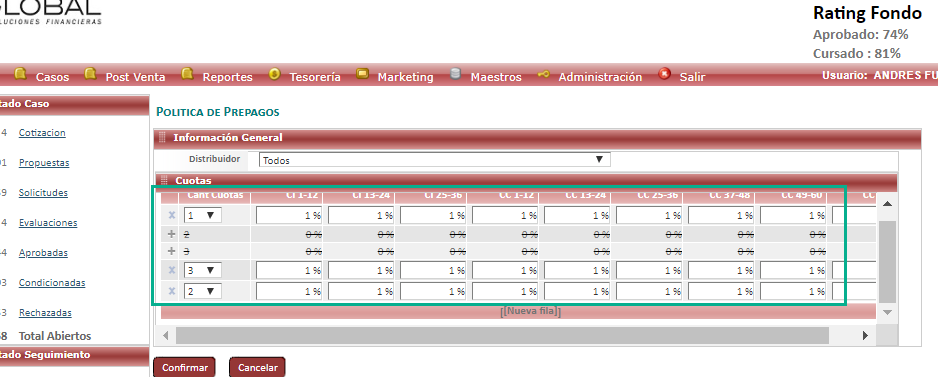 GLOBAL
LUCIONES FINANCIERAS
Rating Fondo
Aprobado: 74%
Cursado : 81%
Casos Post Venta Reportes Tesorería Marketing Maestros Administración Salir Usuario: ANDRES FU
tado Caso
4 Cotizacion
01 Propuestas
49 Solicitudes
4 Evaluaciones
54 Aprobadas
03 Condicionadas
53 Rechazadas
58 Total Abiertos
tado Seguimiento
POLITICA DE PREPAGOS
Información General
Distribuidor Todos
Cuotas
Cant Cuotas CI 1-12 CI 13-24 CI 25-36 CC 1-12 CC 13-24 CC 25-36 CC 37-48 CC 49-60 CC
x 1 1 % 1 % 1 % 1 % 1 % 1 % 1 % 1 %
+ 2 0 % 0 % 0 % 0 % 0 % 0 % 0 % 0 %
+ 3 0 % 0 % 0 % 0 % 0 % 0 % 0 % 0 %
x 3 1 % 1 % 1 % 1 % 1 % 1 % 1 % 1 %
x 2 1 % 1 % 1 % 1 % 1 % 1 % 1 % 1 %
[[Nueva fila]]
Confirmar Cancelar